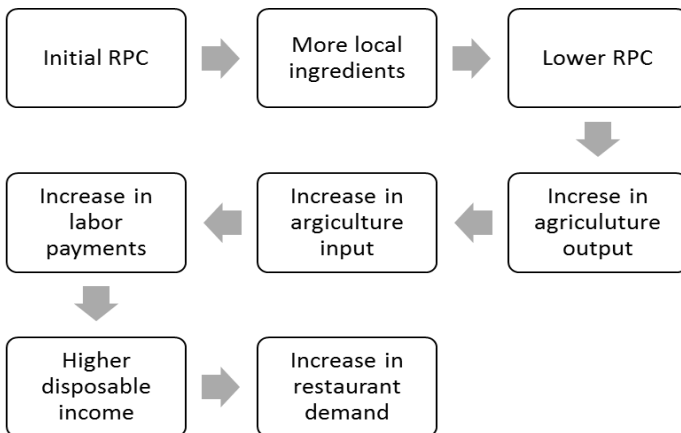 Initial RPC
More local
ingredients
Lower RPC
Increse in
agriculuture
output
Increase in
argiculture
input
Increase in
labor
payments
Higher
disposable
income
Increase in
restaurant
demand